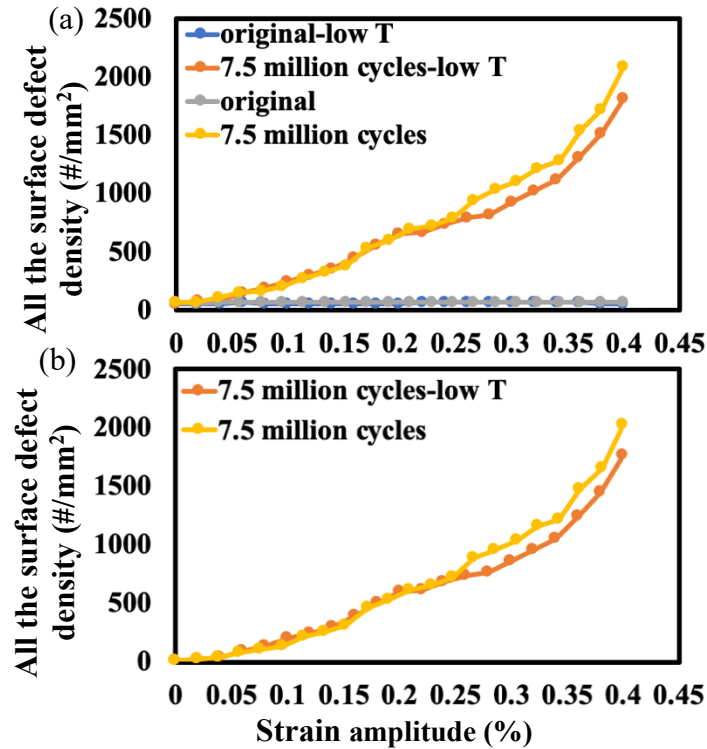 (a)
All the surface defect
density (#/mm²)
2500
2000
1500
1000
500
0
original-low T
7.5 million cycles-low T
original
7.5 million cycles
0 0.05 0.1 0.15 0.2 0.25 0.3 0.35 0.4 0.45
(b)
All the surface defect
density (#/mm²)
2500
2000
1500
1000
500
0
7.5 million cycles-low T
7.5 million cycles
0 0.05 0.1 0.15 0.2 0.25 0.3 0.35 0.4 0.45
Strain amplitude (%)